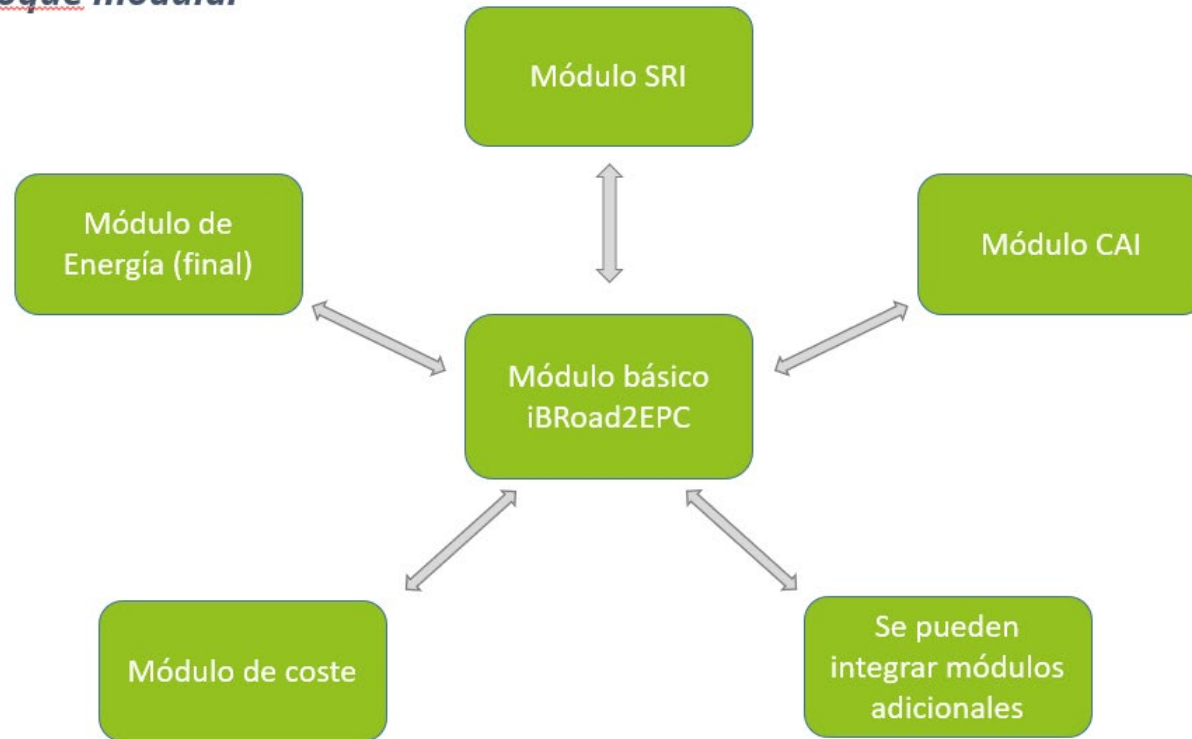 modular
Módulo SRI
Módulo de
Energía (final)
Módulo CAI
Módulo básico
iBRoad2EPC
Módulo de coste
Se pueden
integrar módulos
adicionales